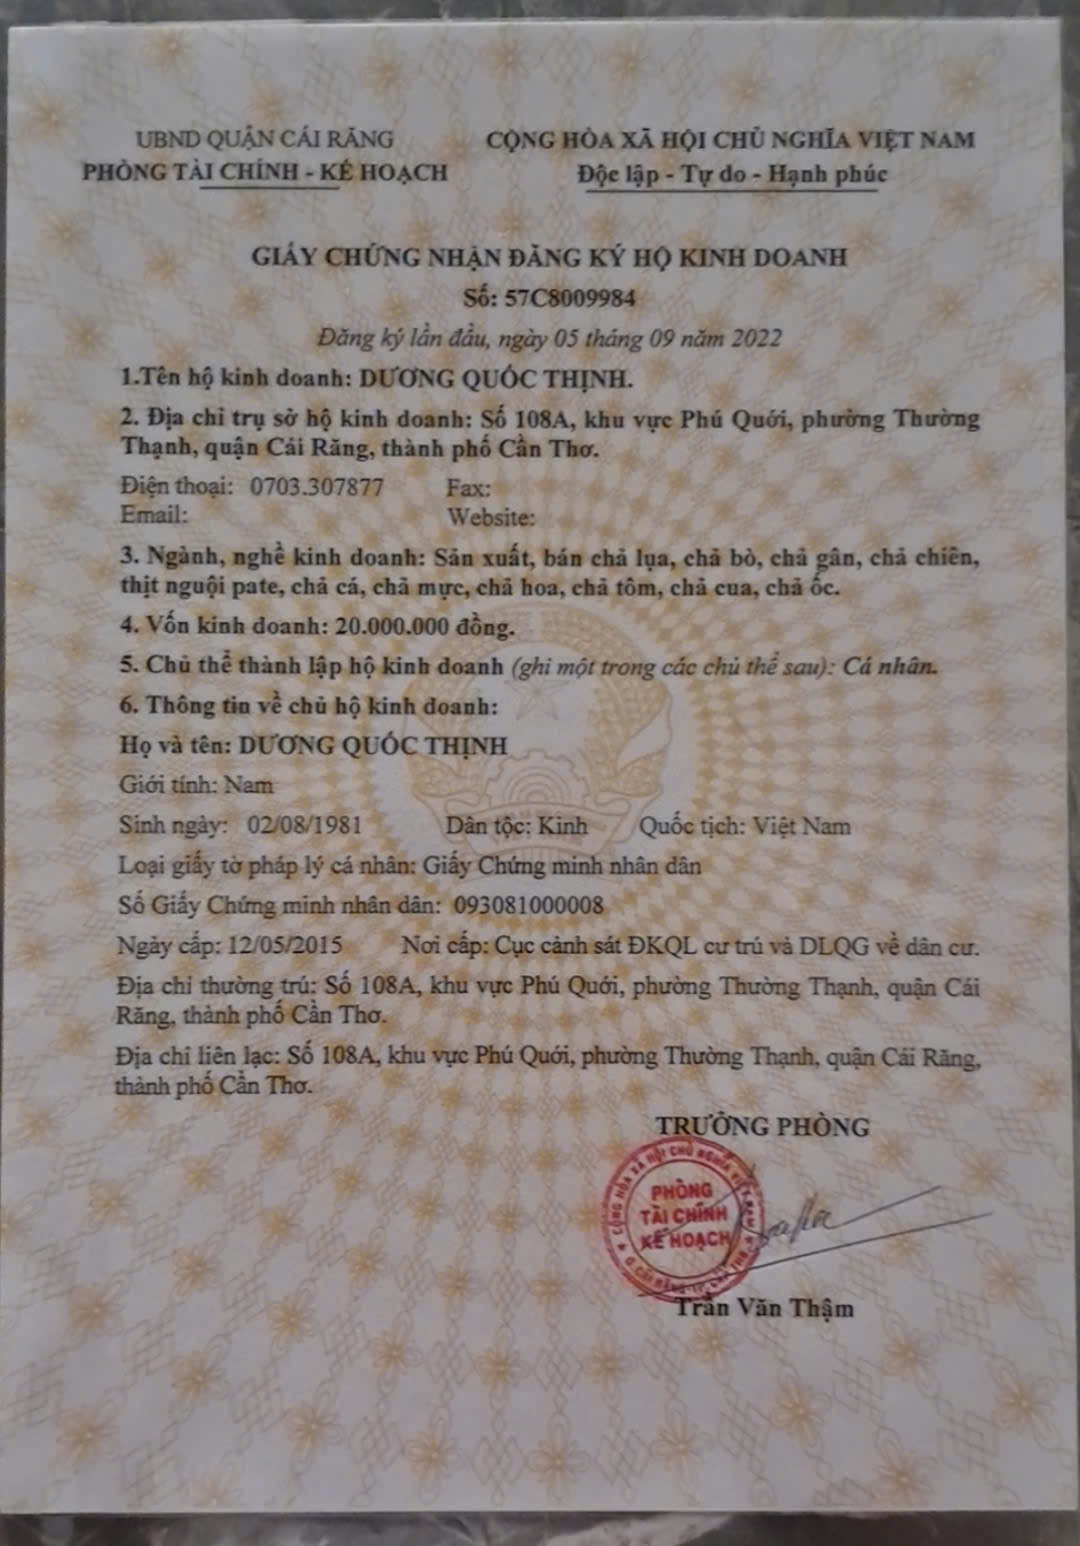 UBND QUẬN CÁI RĂNG
PHÒNG TÀI CHÍNH - KẾ HOẠCH
CỘNG HÒA XÃ HỘI CHỦ NGHĨA VIỆT NAM
Độc lập - Tự do - Hạnh phúc
GIẤY CHỨNG NHẬN ĐĂNG KÝ HỘ KINH DOANH
Số: 57C8009984
Đăng ký lần đầu, ngày 05 tháng 09 năm 2022
1.Tên hộ kinh doanh: DƯƠNG QUỐC THỊNH.
2. Địa chỉ trụ sở hộ kinh doanh: Số 108A, khu vực Phú Quới, phường Thường
Thạnh, quận Cái Răng, thành phố Cần Thơ.
Điện thoại: 0703.307877 Fax:
Email: Website:
3. Ngành, nghề kinh doanh: Sản xuất, bán chả lụa, chả bò, chả gân, chả chiên,
thịt nguội pate, chả cá, chả mực, chả hoa, chả tôm, chả cua, chả ốc.
4. Vốn kinh doanh: 20.000.000 đồng.
5. Chủ thể thành lập hộ kinh doanh (ghi một trong các chủ thể sau): Cá nhân.
6. Thông tin về chủ hộ kinh doanh:
Họ và tên: DƯƠNG QUỐC THỊNH
Giới tính: Nam
Sinh ngày: 02/08/1981 Dân tộc: Kinh Quốc tịch: Việt Nam
Loại giấy tờ pháp lý cá nhân: Giấy Chứng minh nhân dân
Số Giấy Chứng minh nhân dân: 093081000008
Ngày cấp: 12/05/2015 Nơi cấp: Cục cảnh sát ĐKQL cư trú và DLQG về dân cư.
Địa chỉ thường trú: Số 108A, khu vực Phú Quới, phường Thường Thạnh, quận Cái
Răng, thành phố Cần Thơ.
Địa chỉ liên lạc: Số 108A, khu vực Phú Quới, phường Thường Thạnh, quận Cái Răng,
thành phố Cần Thơ.
TRƯỞNG PHÒNG
CỘNG HÒA XÃ HỘI CHỦ NGHĨA VIỆT NAM
PHÒNG
TÀI CHÍNH
KẾ HOẠCH
Q. CÁI RĂNG - TP. CẦN THƠ
Trần Văn Thậm